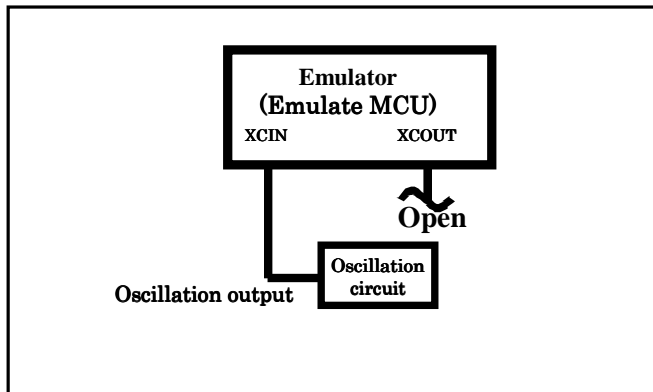 Emulator
(Emulate MCU)
XCIN XCOUT
Open
Oscillation
circuit
Oscillation output